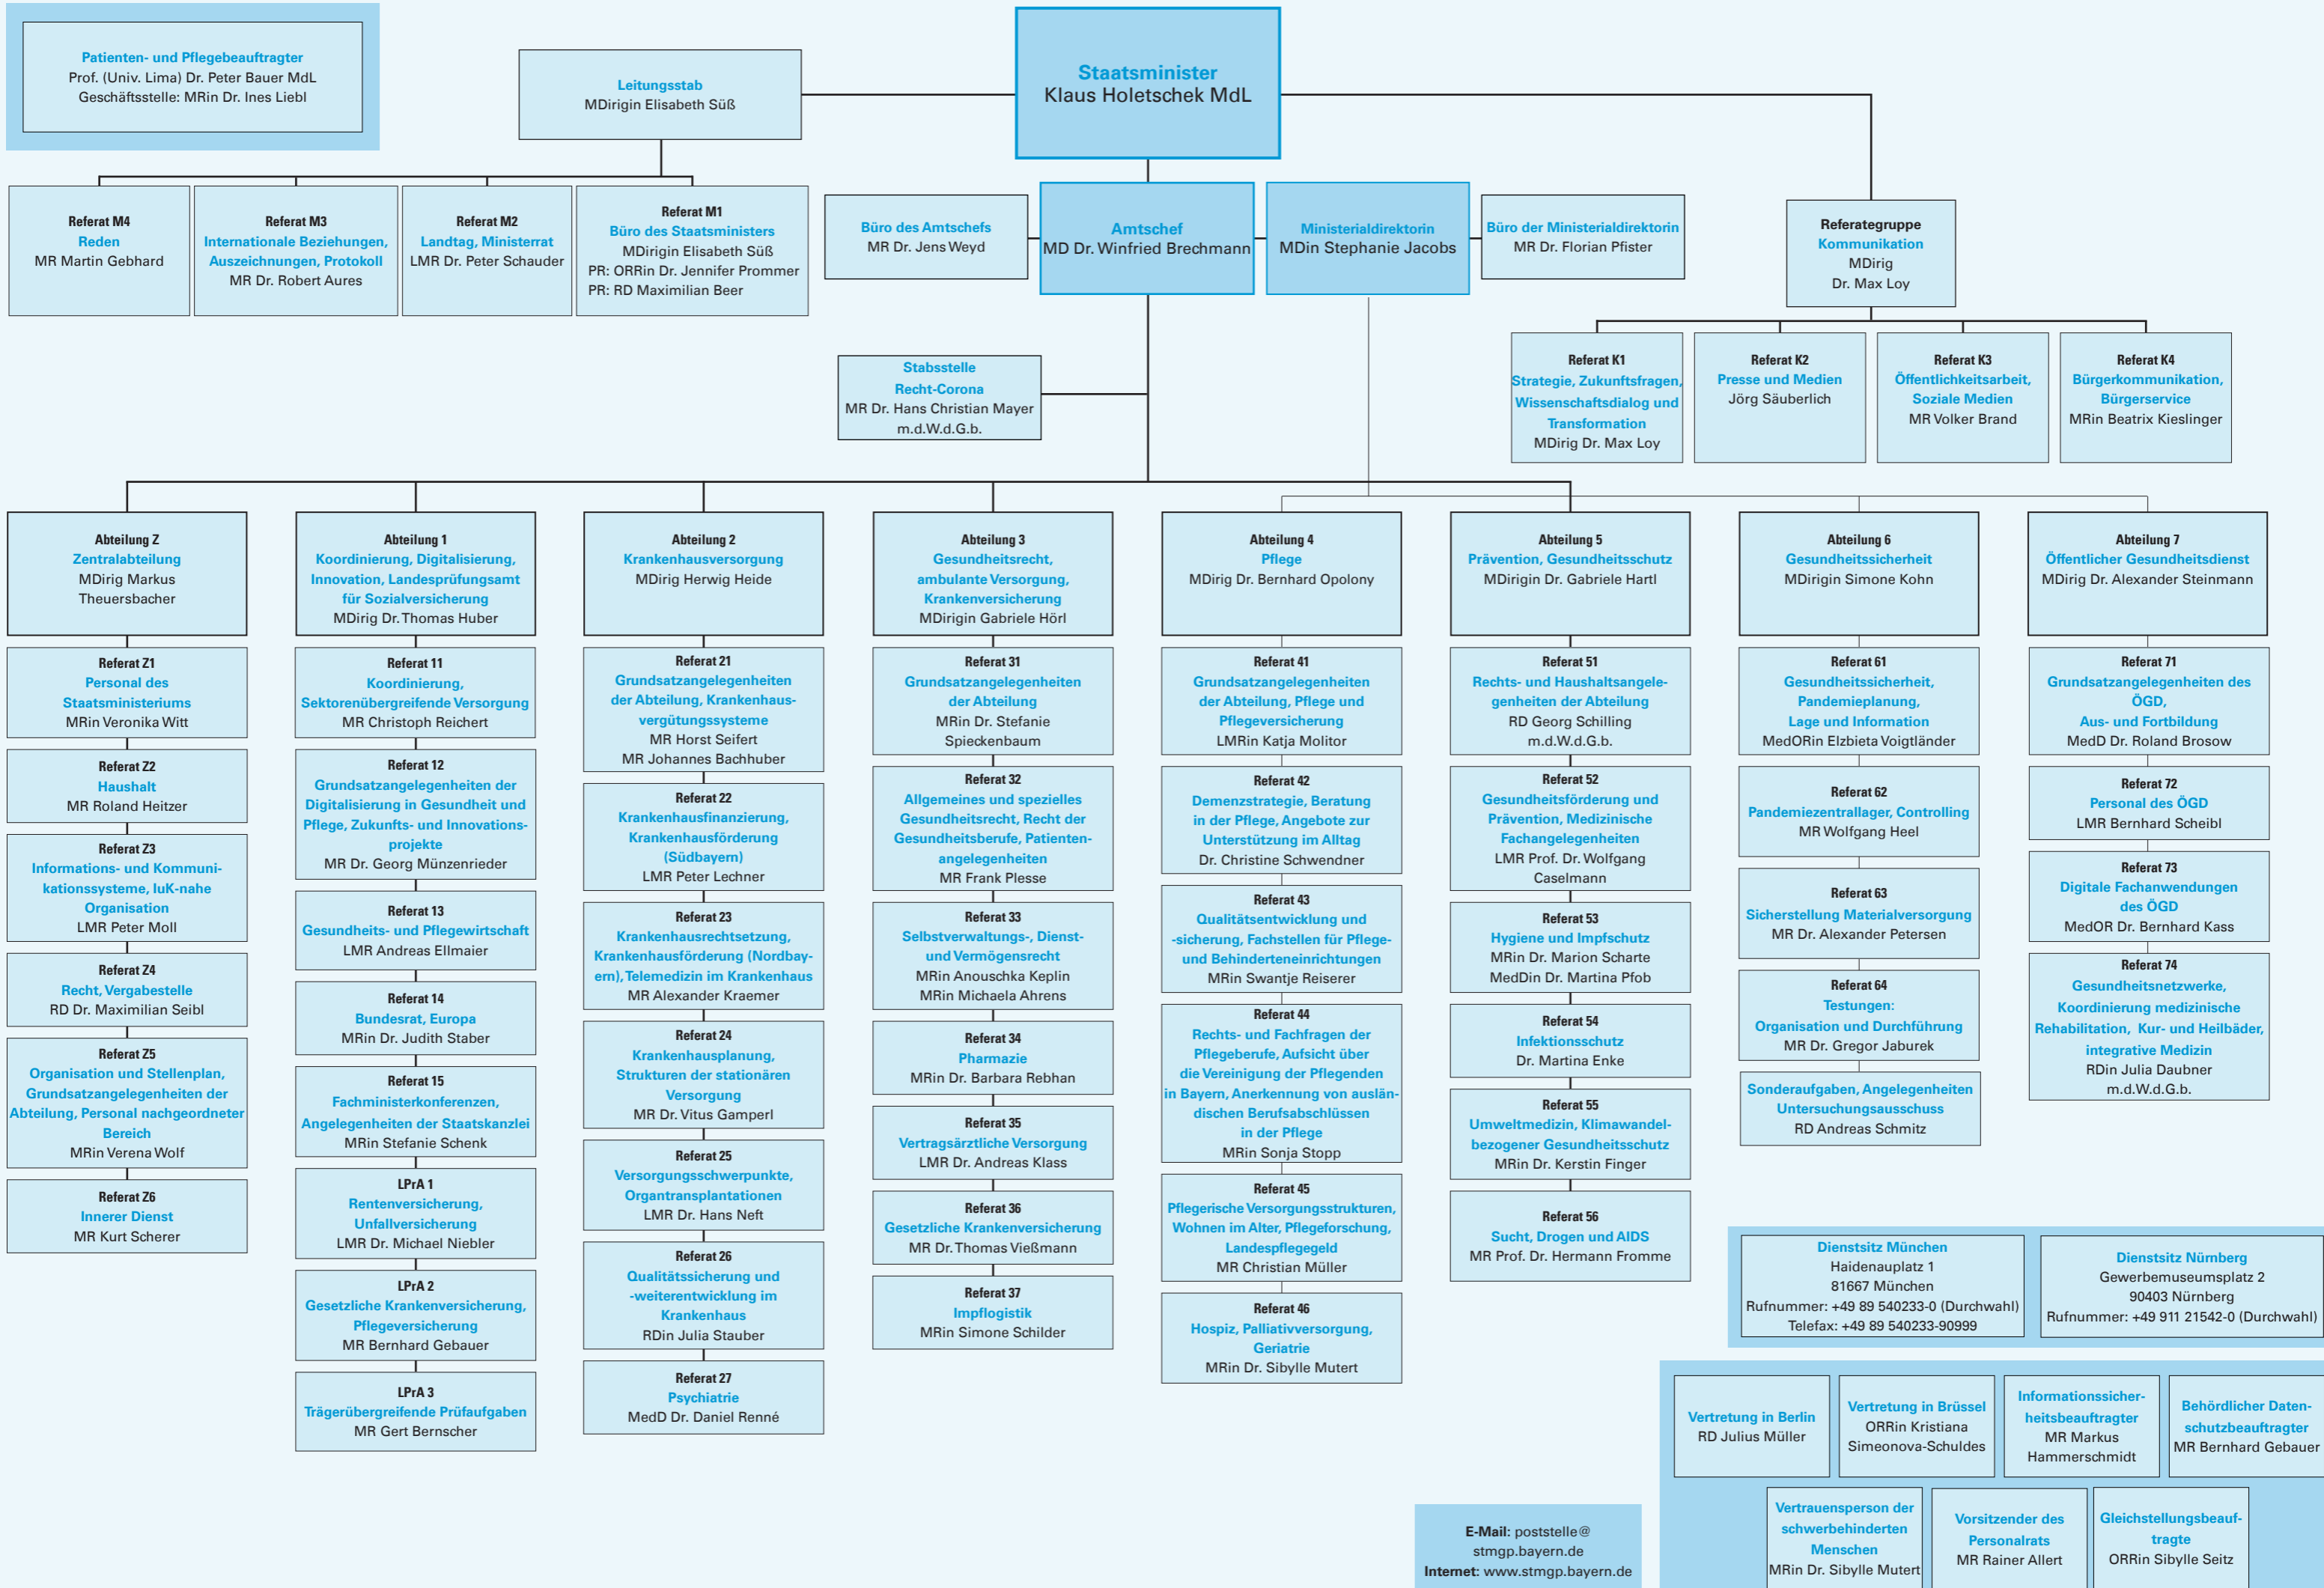 Patienten- und Pflegebeauftragter
Prof. (Univ. Lima) Dr. Peter Bauer MdL
Geschäftsstelle: MRin Dr. Ines Liebl
Leitungsstab
MDirigin Elisabeth Süß
Staatsminister
Klaus Holetschek MdL
Referat M4
Reden
MR Martin Gebhard
Referat M3
Internationale Beziehungen,
Auszeichnungen, Protokoll
MR Dr. Robert Aures
Referat M2
Landtag, Ministerrat
LMR Dr. Peter Schauder
Referat M1
Büro des Staatsministers
MDirigin Elisabeth Süß
PR: ORRin Dr. Jennifer Prommer
PR: RD Maximilian Beer
Büro des Amtschefs
MR Dr. Jens Weyd
Amtschef
MD Dr. Winfried Brechmann
Ministerialdirektorin
MDin Stephanie Jacobs
Büro der Ministerialdirektorin
MR Dr. Florian Pfister
Referategruppe
Kommunikation
MDirig
Dr. Max Loy
Stabsstelle
Recht-Corona
MR Dr. Hans Christian Mayer
m.d.W.d.G.b.
Referat K1
Strategie, Zukunftsfragen,
Wissenschaftsdialog und
Transformation
MDirig Dr. Max Loy
Referat K2
Presse und Medien
Jörg Säuberlich
Referat K3
Öffentlichkeitsarbeit,
Soziale Medien
MR Volker Brand
Referat K4
Bürgerkommunikation,
Bürgerservice
MRin Beatrix Kieslinger
Abteilung Z
Zentralabteilung
MDirig Markus
Theuersbacher
Referat Z1
Personal des
Staatsministeriums
MRin Veronika Witt
Referat Z2
Haushalt
MR Roland Heitzer
Referat Z3
Informations- und Kommuni-
kationssysteme, IuK-nahe
Organisation
LMR Peter Moll
Referat Z4
Recht, Vergabestelle
RD Dr. Maximilian Seibl
Referat Z5
Organisation und Stellenplan,
Grundsatzangelegenheiten der
Abteilung, Personal nachgeordneter
Bereich
MRin Verena Wolf
Referat Z6
Innerer Dienst
MR Kurt Scherer
Abteilung 1
Koordinierung, Digitalisierung,
Innovation, Landesprüfungsamt
für Sozialversicherung
MDirig Dr. Thomas Huber
Referat 11
Koordinierung,
Sektorenübergreifende Versorgung
MR Christoph Reichert
Referat 12
Grundsatzangelegenheiten der
Digitalisierung in Gesundheit und
Pflege, Zukunfts- und Innovations-
projekte
MR Dr. Georg Münzenrieder
Referat 13
Gesundheits- und Pflegewirtschaft
LMR Andreas Ellmaier
Referat 14
Bundesrat, Europa
MRin Dr. Judith Staber
Referat 15
Fachministerkonferenzen,
Angelegenheiten der Staatskanzlei
MRin Stefanie Schenk
LPrA 1
Rentenversicherung,
Unfallversicherung
LMR Dr. Michael Niebler
LPrA 2
Gesetzliche Krankenversicherung,
Pflegeversicherung
MR Bernhard Gebauer
LPrA 3
Trägerübergreifende Prüfaufgaben
MR Gert Bernscher
Abteilung 2
Krankenhausversorgung
MDirig Herwig Heide
Referat 21
Grundsatzangelegenheiten
der Abteilung, Krankenhaus-
vergütungssysteme
MR Horst Seifert
MR Johannes Bachhuber
Referat 22
Krankenhausfinanzierung,
Krankenhausförderung
(Südbayern)
LMR Peter Lechner
Referat 23
Krankenhausrechtsetzung,
Krankenhausförderung (Nordbay-
ern), Telemedizin im Krankenhaus
MR Alexander Kraemer
Referat 24
Krankenhausplanung,
Strukturen der stationären
Versorgung
MR Dr. Vitus Gamperl
Referat 25
Versorgungsschwerpunkte,
Organtransplantationen
LMR Dr. Hans Neft
Referat 26
Qualitätssicherung und
-weiterentwicklung im
Krankenhaus
RDin Julia Stauber
Referat 27
Psychiatrie
MedD Dr. Daniel Renné
Abteilung 3
Gesundheitsrecht,
ambulante Versorgung,
Krankenversicherung
MDirigin Gabriele Hörl
Referat 31
Grundsatzangelegenheiten
der Abteilung
MRin Dr. Stefanie
Spieckenbaum
Referat 32
Allgemeines und spezielles
Gesundheitsrecht, Recht der
Gesundheitsberufe, Patienten-
angelegenheiten
MR Frank Plesse
Referat 33
Selbstverwaltungs-, Dienst-
und Vermögensrecht
MRin Anouschka Keplin
MRin Michaela Ahrens
Referat 34
Pharmazie
MRin Dr. Barbara Rebhan
Referat 35
Vertragsärztliche Versorgung
LMR Dr. Andreas Klass
Referat 36
Gesetzliche Krankenversicherung
MR Dr. Thomas Vießmann
Referat 37
Impflogistik
MRin Simone Schilder
Abteilung 4
Pflege
MDirig Dr. Bernhard Opolony
Referat 41
Grundsatzangelegenheiten
der Abteilung, Pflege und
Pflegeversicherung
LMRin Katja Molitor
Referat 42
Demenzstrategie, Beratung
in der Pflege, Angebote zur
Unterstützung im Alltag
Dr. Christine Schwendner
Referat 43
Qualitätsentwicklung und
-sicherung, Fachstellen für Pflege-
und Behinderteneinrichtungen
MRin Swantje Reiserer
Referat 44
Rechts- und Fachfragen der
Pflegeberufe, Aufsicht über
die Vereinigung der Pflegenden
in Bayern, Anerkennung von auslän-
dischen Berufsabschlüssen
in der Pflege
MRin Sonja Stopp
Referat 45
Pflegerische Versorgungsstrukturen,
Wohnen im Alter, Pflegeforschung,
Landespflegegeld
MR Christian Müller
Referat 46
Hospiz, Palliativversorgung,
Geriatrie
MRin Dr. Sibylle Mutert
Abteilung 5
Prävention, Gesundheitsschutz
MDirigin Dr. Gabriele Hartl
Referat 51
Rechts- und Haushaltsangele-
genheiten der Abteilung
RD Georg Schilling
m.d.W.d.G.b.
Referat 52
Gesundheitsförderung und
Prävention, Medizinische
Fachangelegenheiten
LMR Prof. Dr. Wolfgang
Caselmann
Referat 53
Hygiene und Impfschutz
MRin Dr. Marion Scharte
MedDin Dr. Martina Pfob
Referat 54
Infektionsschutz
Dr. Martina Enke
Referat 55
Umweltmedizin, Klimawandel-
bezogener Gesundheitsschutz
MRin Dr. Kerstin Finger
Referat 56
Sucht, Drogen und AIDS
MR Prof. Dr. Hermann Fromme
Abteilung 6
Gesundheitssicherheit
MDirigin Simone Kohn
Referat 61
Gesundheitssicherheit,
Pandemieplanung,
Lage und Information
MedORin Elzbieta Voigtländer
Referat 62
Pandemiezentrallager, Controlling
MR Wolfgang Heel
Referat 63
Sicherstellung Materialversorgung
MR Dr. Alexander Petersen
Referat 64
Testungen:
Organisation und Durchführung
MR Dr. Gregor Jaburek
Sonderaufgaben, Angelegenheiten
Untersuchungsausschuss
RD Andreas Schmitz
Abteilung 7
Öffentlicher Gesundheitsdienst
MDirig Dr. Alexander Steinmann
Referat 71
Grundsatzangelegenheiten des
ÖGD,
Aus- und Fortbildung
MedD Dr. Roland Brosow
Referat 72
Personal des ÖGD
LMR Bernhard Scheibl
Referat 73
Digitale Fachanwendungen
des ÖGD
MedOR Dr. Bernhard Kass
Referat 74
Gesundheitsnetzwerke,
Koordinierung medizinische
Rehabilitation, Kur- und Heilbäder,
integrative Medizin
RDin Julia Daubner
m.d.W.d.G.b.
Dienstsitz München
Haidenauplatz 1
81667 München
Rufnummer: +49 89 540233-0 (Durchwahl)
Telefax: +49 89 540233-90999
Dienstsitz Nürnberg
Gewerbemuseumsplatz 2
90403 Nürnberg
Rufnummer: +49 911 21542-0 (Durchwahl)
Vertretung in Berlin
RD Julius Müller
Vertretung in Brüssel
ORRin Kristiana
Simeonova-Schuldes
Informationssicher-
heitsbeauftragter
MR Markus
Hammerschmidt
Behördlicher Daten-
schutzbeauftragter
MR Bernhard Gebauer
Vertrauensperson der
schwerbehinderten
Menschen
MRin Dr. Sibylle Mutert
Vorsitzender des
Personalrats
MR Rainer Allert
Gleichstellungsbeauf-
tragte
ORRin Sibylle Seitz
E-Mail: poststelle@
stmgp.bayern.de
Internet: www.stmgp.bayern.de